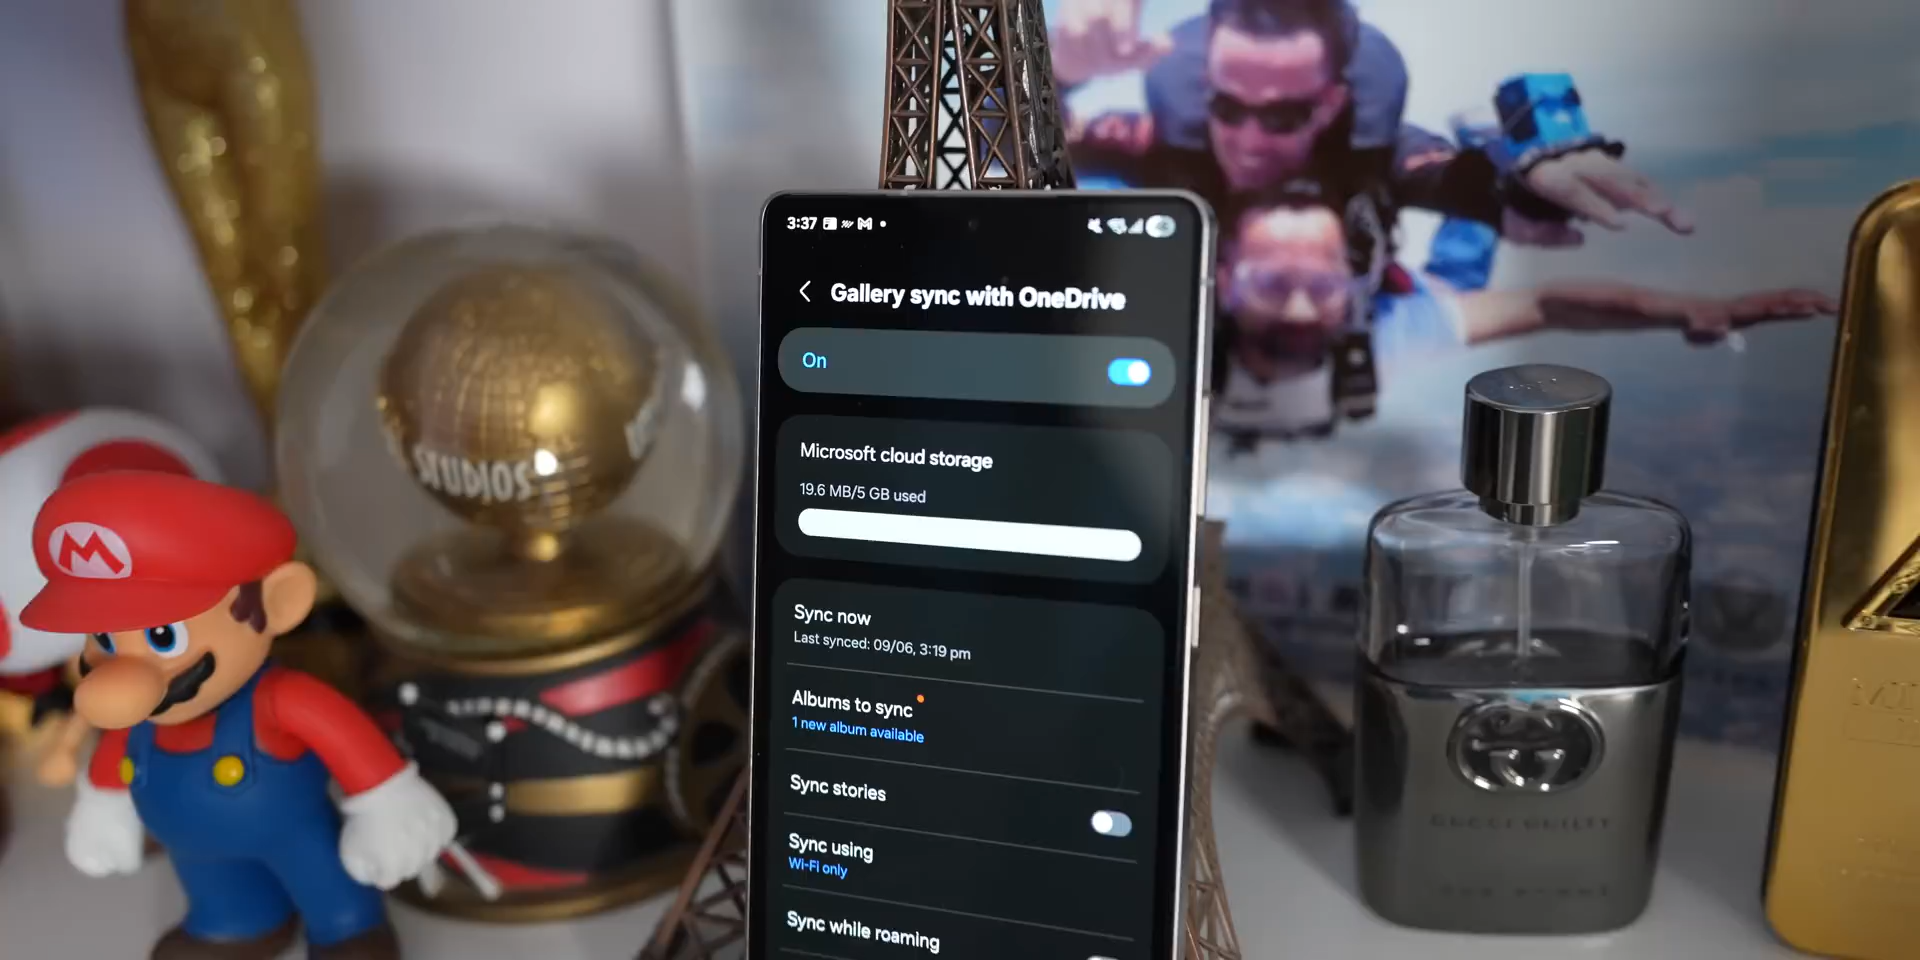 3:37
Gallery sync with OneDrive
On
Microsoft cloud storage
19.6 MB/5 GB used
Sync now
Last synced: 09/06, 3:19 pm
Albums to sync
1 new album available
Sync stories
Sync using
Wi-Fi only
Sync while roaming
STUDIOS
M
GUCCI GUILTY